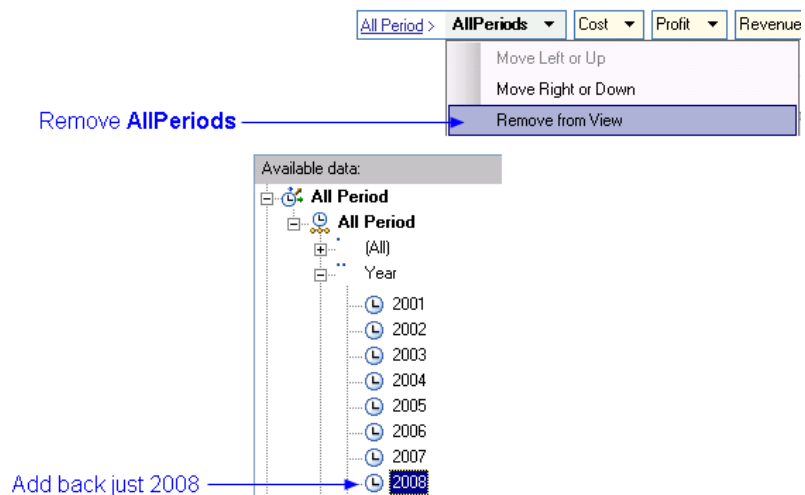 All Period > AllPeriods Cost Profit Revenue
Move Left or Up
Move Right or Down
Remove AllPeriods Remove from View
Available data:
All Period
All Period
(All)
Year
2001
2002
2003
2004
2005
2006
2007
Add back just 2008 2008